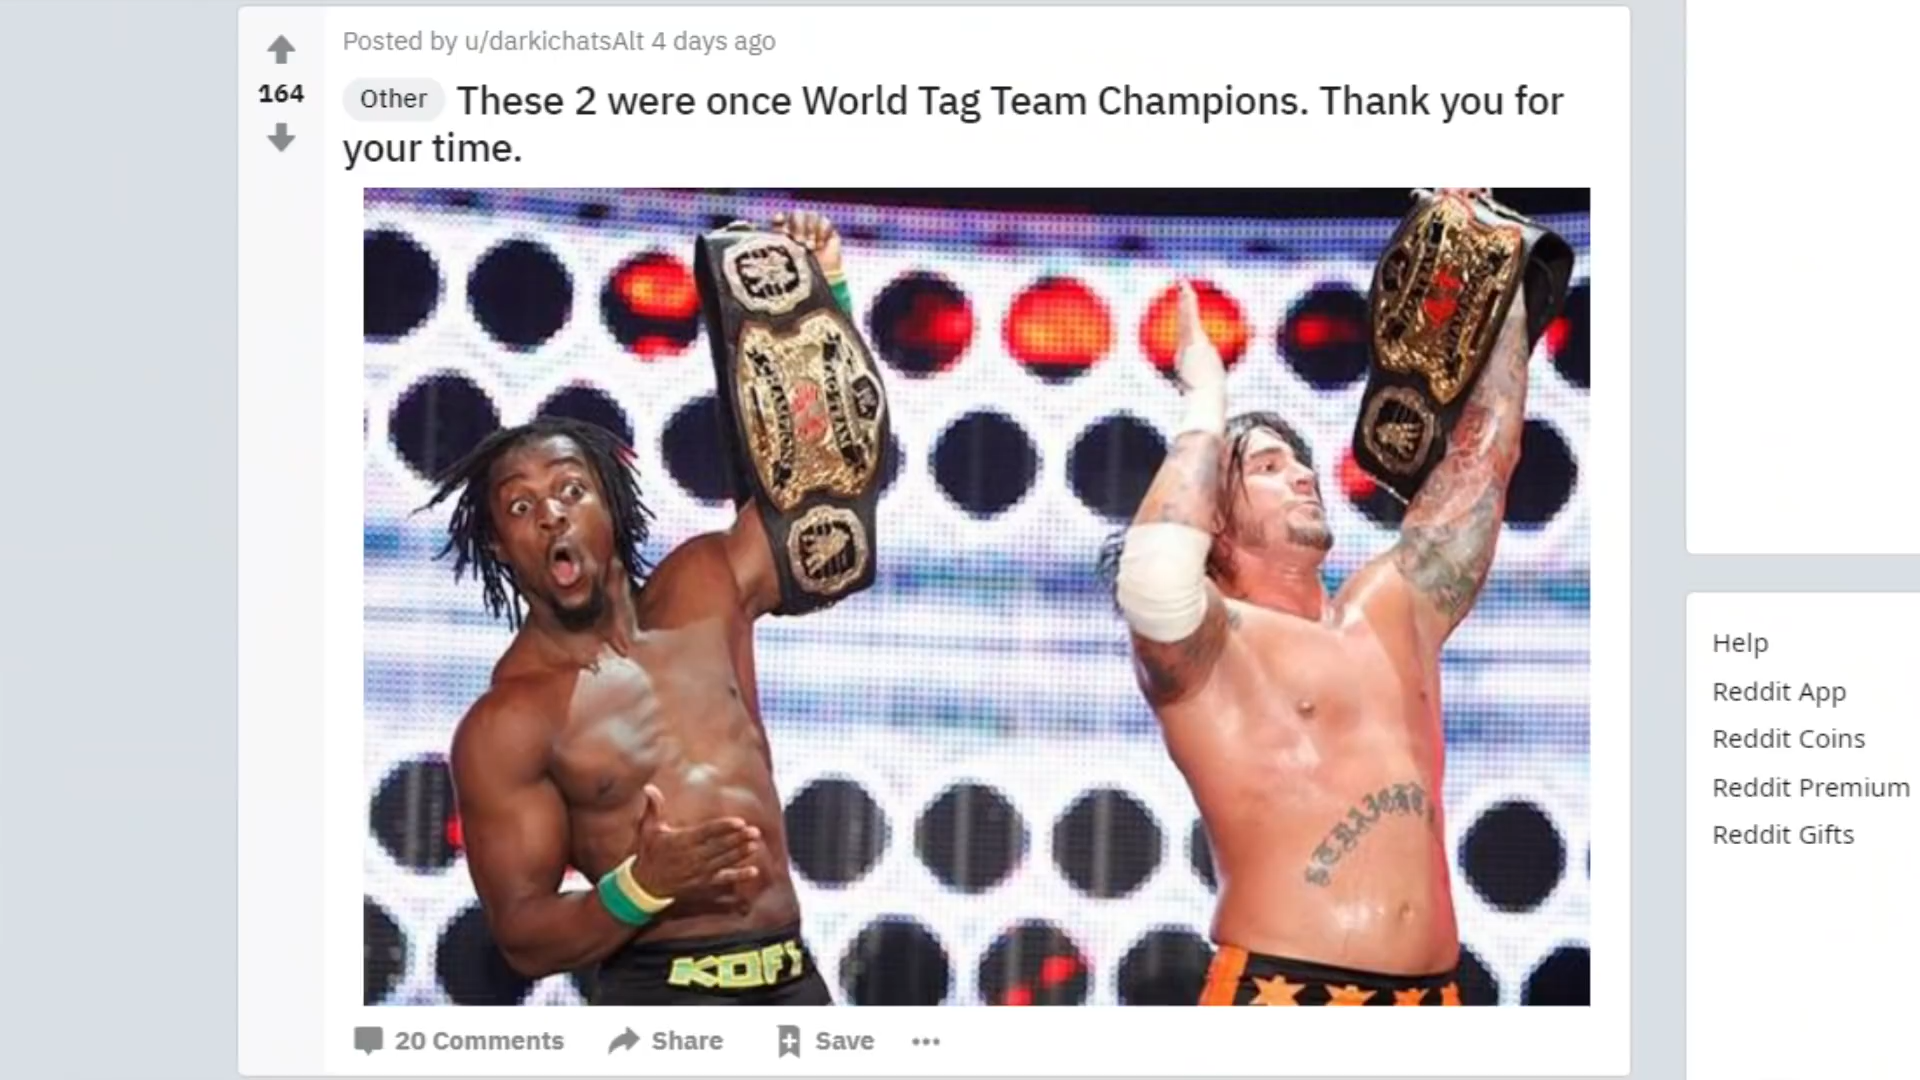 Posted by u/darkichatsAlt 4 days ago
164
Other These 2 were once World Tag Team Champions. Thank you for
your time.
STRAIGHT
KOFI
20 Comments
Share
Save
Help
Reddit App
Reddit Coins
Reddit Premium
Reddit Gifts